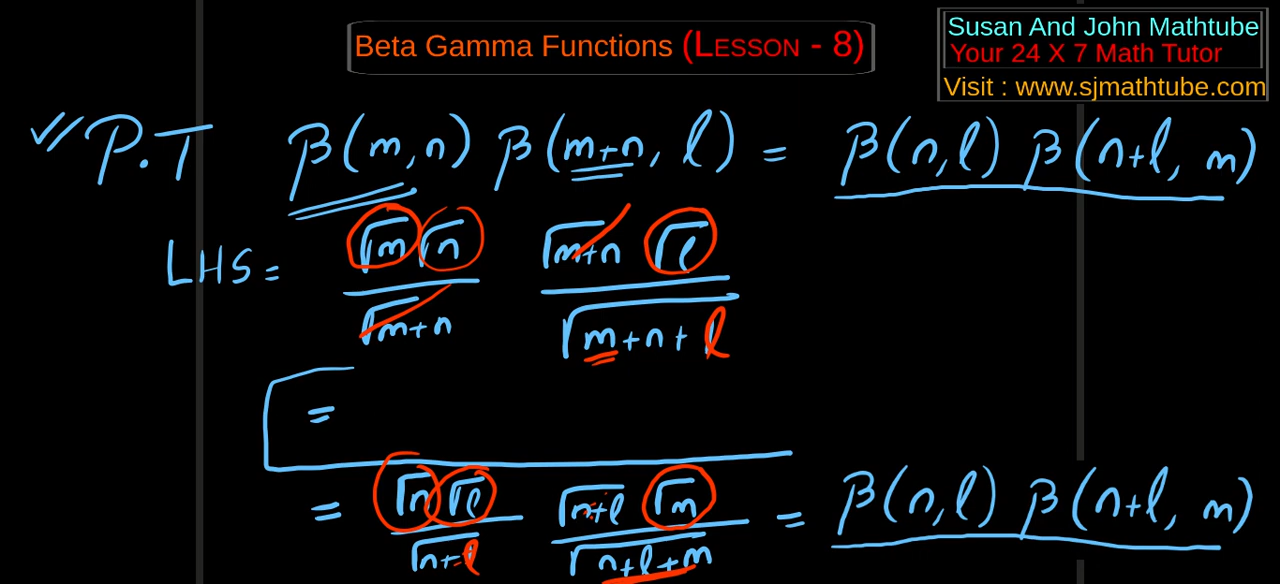 Beta Gamma Functions (LESSON - 8)
Susan And John Mathtube
Your 24 X 7 Math Tutor
Visit : www.sjmathtube.com
P.T β(m,n) β(m+n, l) = β(n,l) β(n+l, m)
LHS = Γm Γn / Γm+n Γm+n Γl / Γm+n+l
=
= Γn Γl / Γn+l Γn+l Γm / Γn+l+m = β(n,l) β(n+l, m)